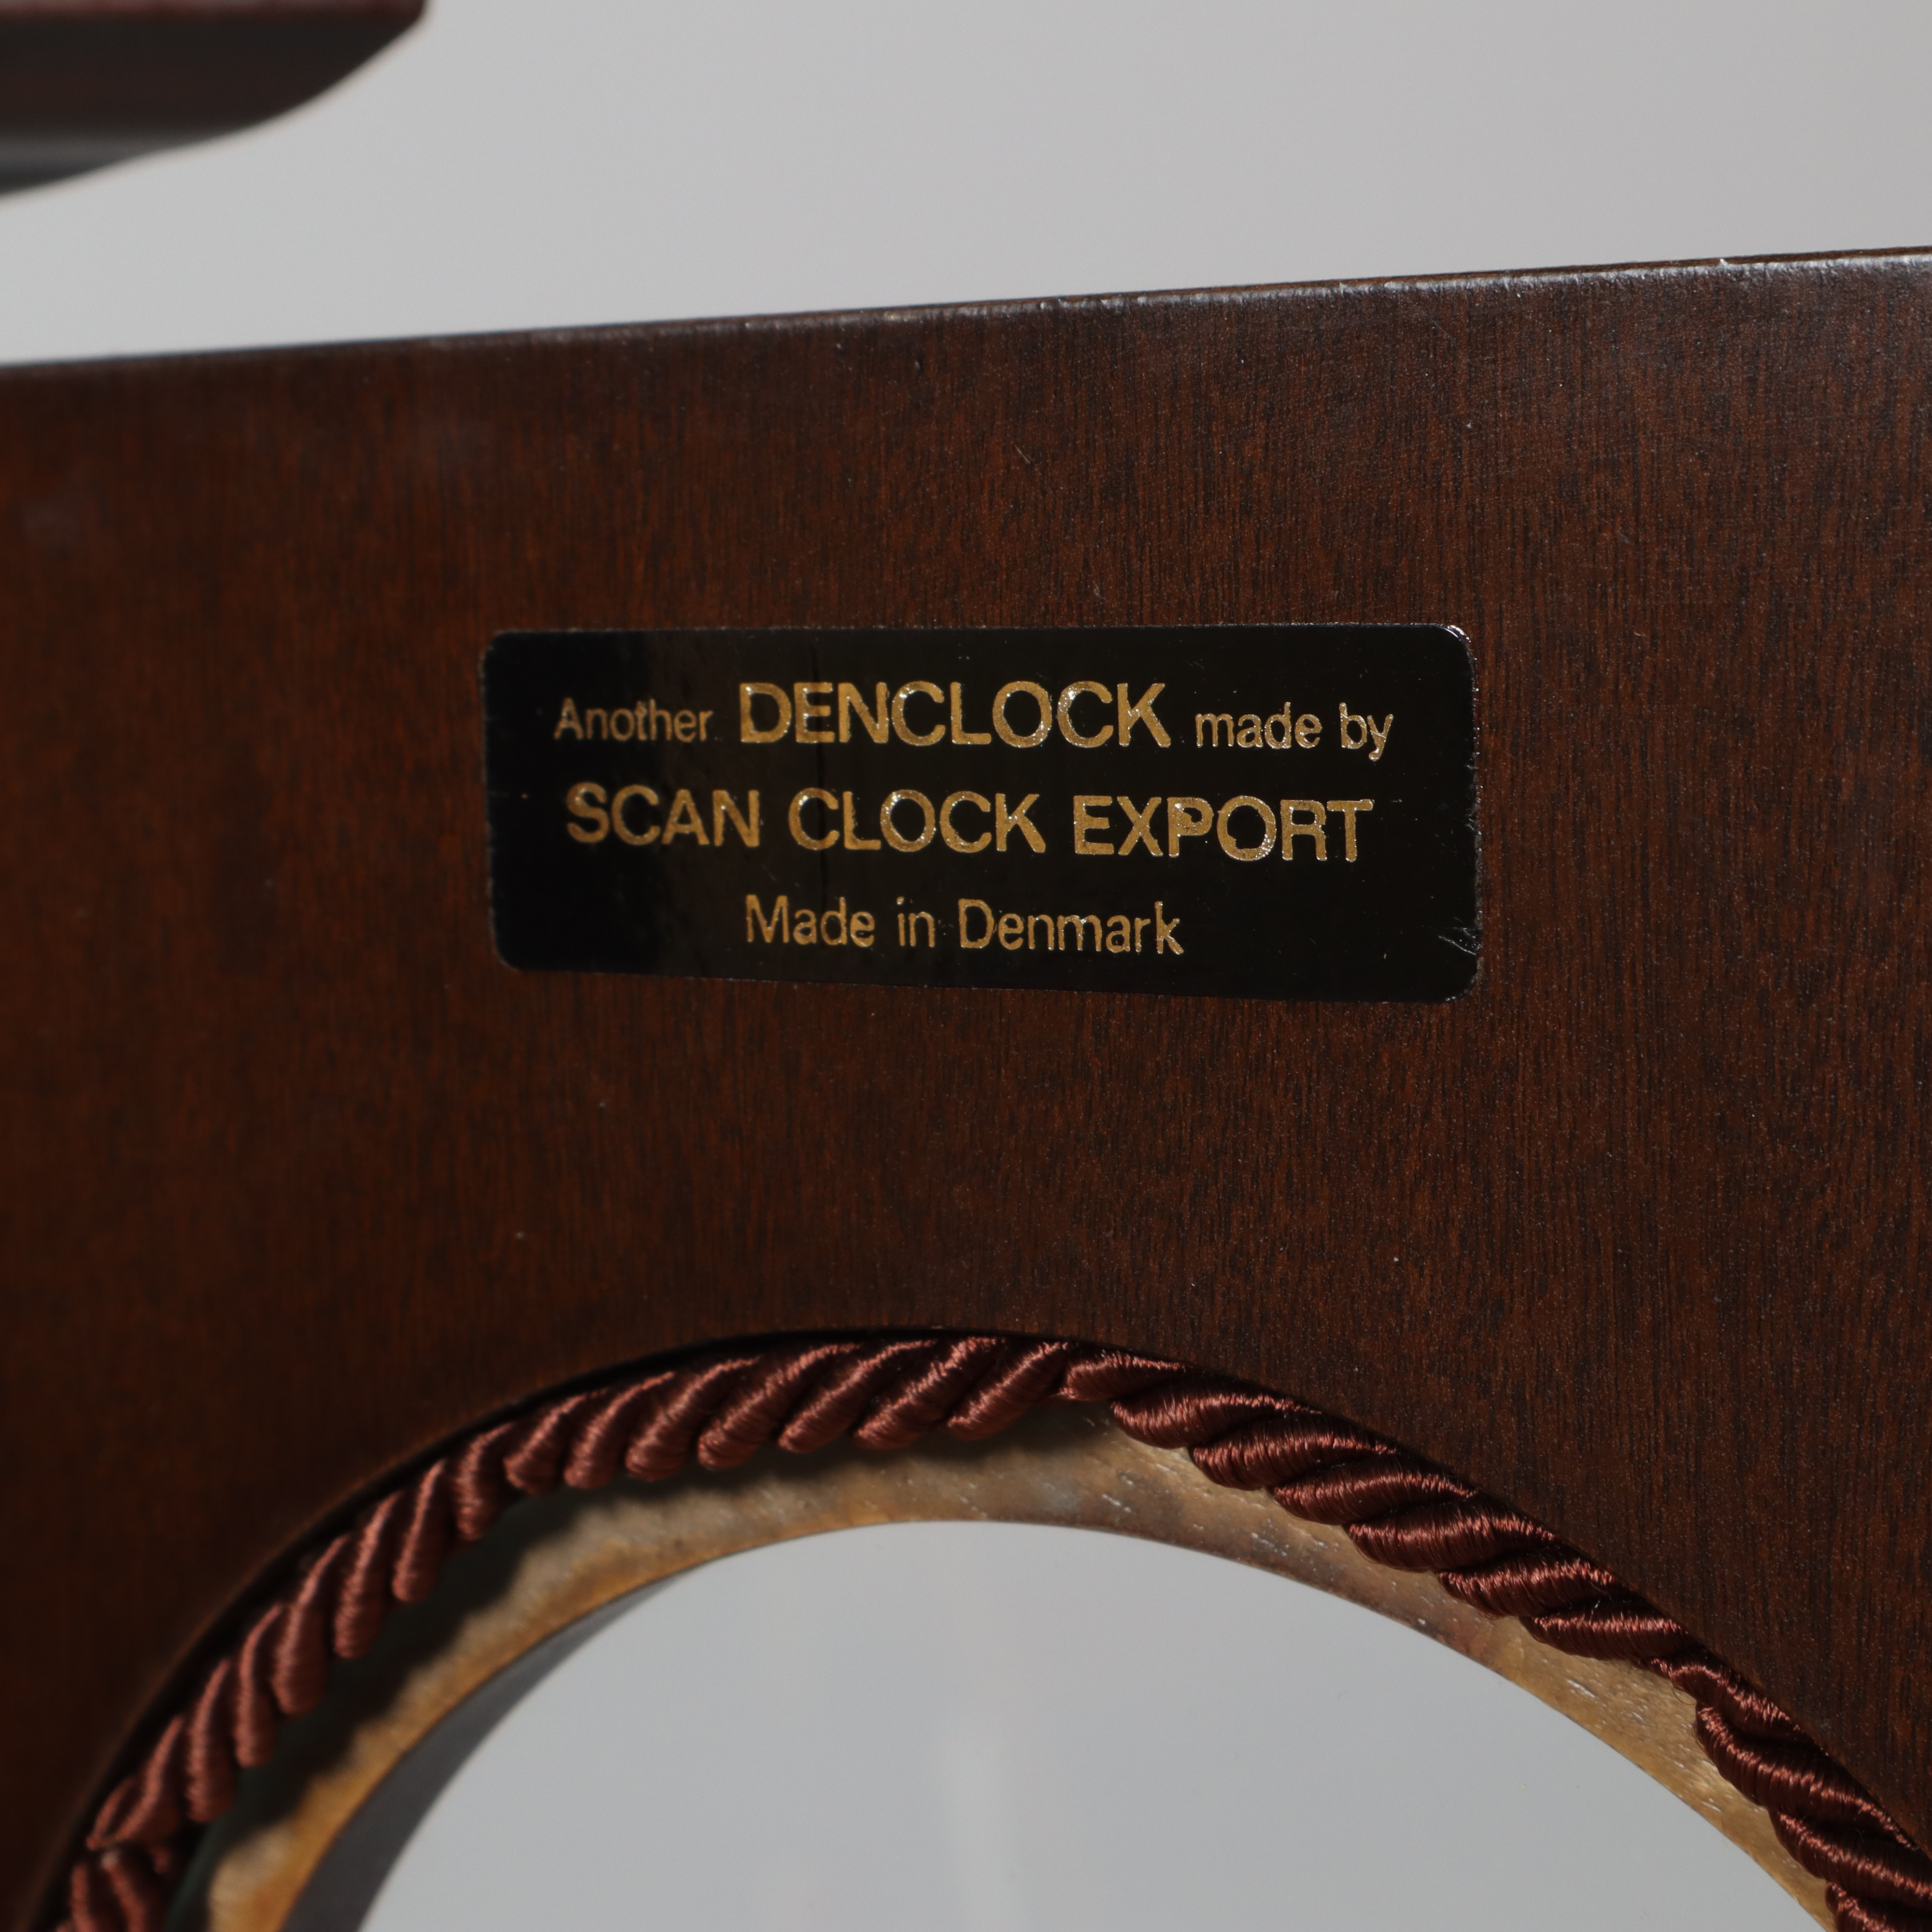 Another DENCLOCK made by
SCAN CLOCK EXPORT
Made in Denmark